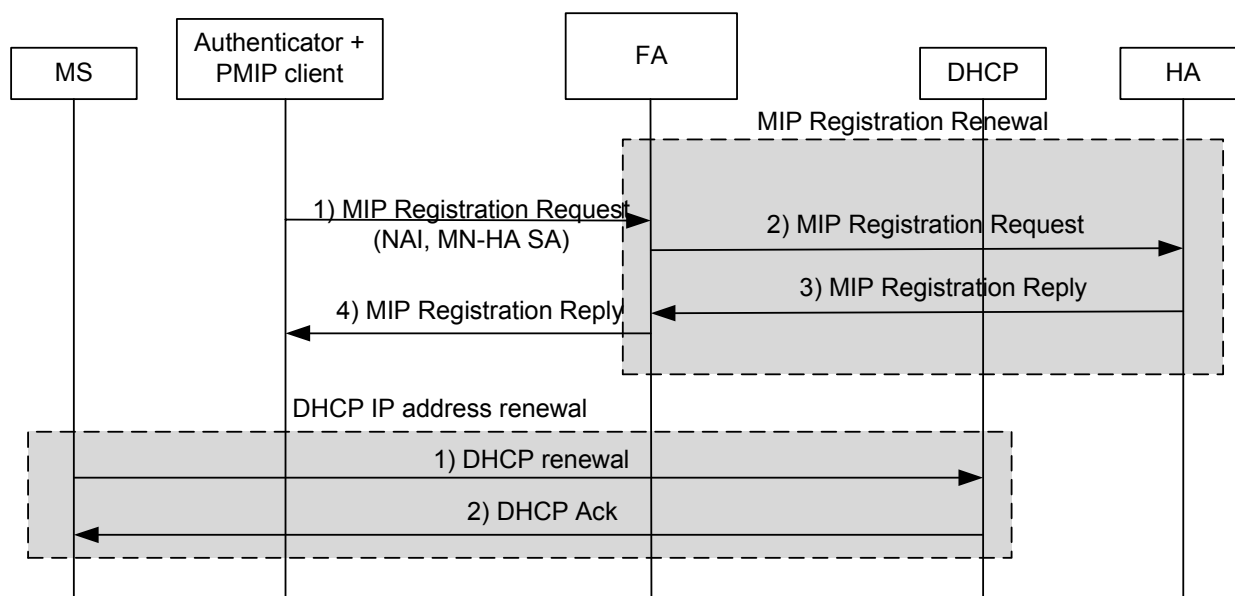 MS
Authenticator +
PMIP client
FA
DHCP
HA
MIP Registration Renewal
1) MIP Registration Request
(NAI, MN-HA SA)
2) MIP Registration Request
3) MIP Registration Reply
4) MIP Registration Reply
DHCP IP address renewal
1) DHCP renewal
2) DHCP Ack